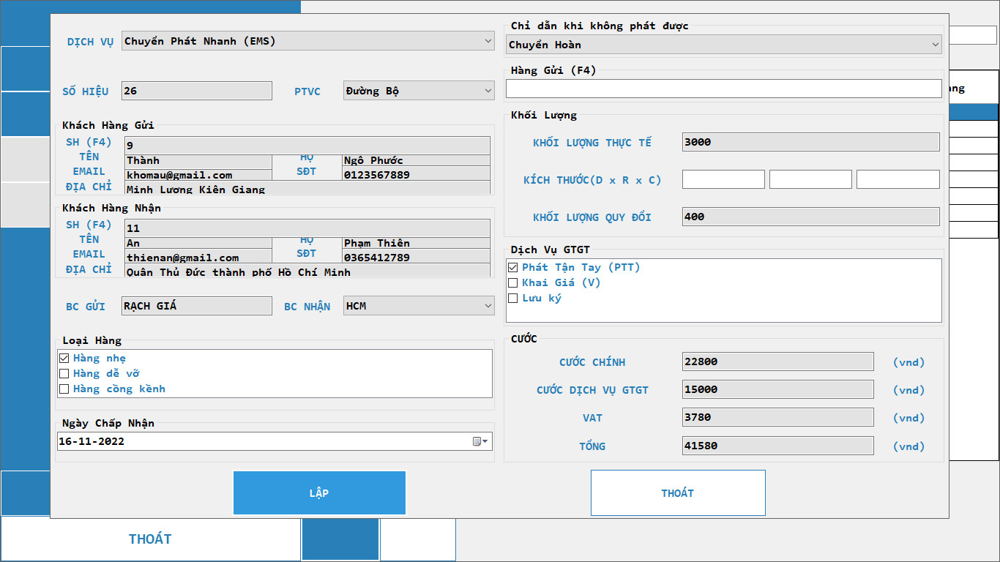 DỊCH VỤ Chuyển Phát Nhanh (EMS)
SỐ HIỆU 26 PTVC Đường Bộ
Khách Hàng Gửi
SH (F4) 9
TÊN Thành HỌ Ngô Phước
EMAIL khomau@gmail.com SĐT 0123567889
ĐỊA CHỈ Minh Lương Kiên Giang
Khách Hàng Nhận
SH (F4) 11
TÊN An HỌ Phạm Thiên
EMAIL thienan@gmail.com SĐT 0365412789
ĐỊA CHỈ Quận Thủ Đức thành phố Hồ Chí Minh
BC GỬI RẠCH GIÁ BC NHẬN HCM
Loại Hàng
Hàng nhẹ
Hàng dễ vỡ
Hàng cồng kềnh
Ngày Chấp Nhận
16-11-2022
LẬP
Chỉ dẫn khi không phát được
Chuyển Hoàn
Hàng Gửi (F4)
Khối Lượng
KHỐI LƯỢNG THỰC TẾ 3000
KÍCH THƯỚC(D x R x C)
KHỐI LƯỢNG QUY ĐỔI 400
Dịch Vụ GTGT
Phát Tận Tay (PTT)
Khai Giá (V)
Lưu ký
CƯỚC
CƯỚC CHÍNH 22800 (vnd)
CƯỚC DỊCH VỤ GTGT 15000 (vnd)
VAT 3780 (vnd)
TỔNG 41580 (vnd)
THOÁT
THOÁT